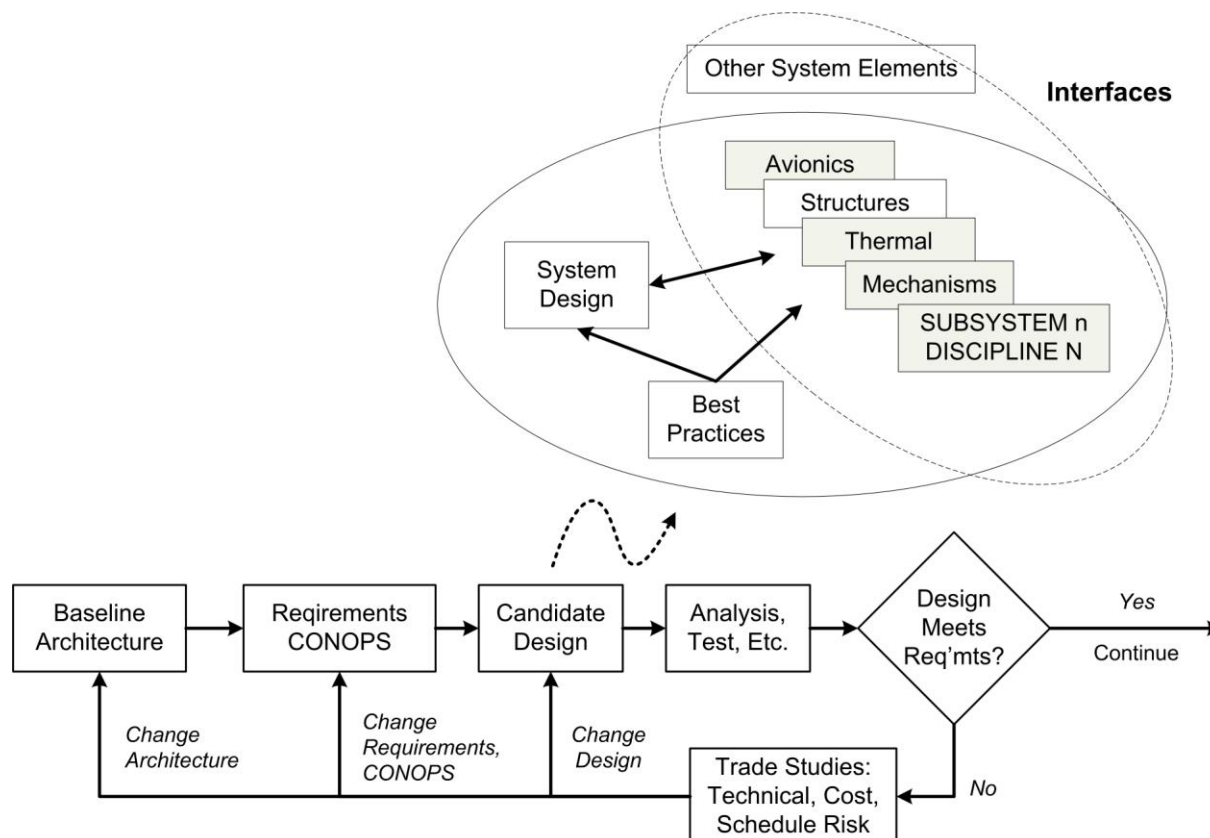 Other System Elements
Interfaces
Avionics
Structures
Thermal
Mechanisms
SUBSYSTEM n
DISCIPLINE N
System
Design
Best
Practices
Baseline
Architecture
Reqirements
CONOPS
Candidate
Design
Analysis,
Test, Etc.
Design
Meets
Req'mts?
Yes
Continue
Change
Architecture
Change
Requirements,
CONOPS
Change
Design
Trade Studies:
Technical, Cost,
Schedule Risk
No